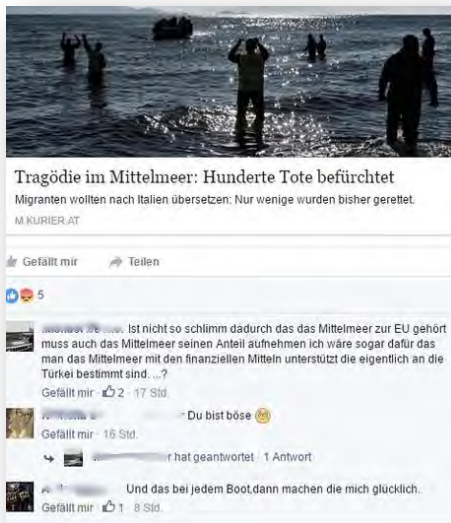 Tragödie im Mittelmeer: Hunderte Tote befürchtet
Migranten wollten nach Italien übersetzen: Nur wenige wurden bisher gerettet.
M.KURIER.AT
Gefällt mir Teilen
5
Ist nicht so schlimm dadurch das das Mittelmeer zur EU gehört
muss auch das Mittelmeer seinen Anteil aufnehmen ich wäre sogar dafür das
man das Mittelmeer mit den finanziellen Mitteln unterstützt die eigentlich an die
Türkei bestimmt sind. ...?
Gefällt mir · 2 · 17 Std.
Du bist böse
Gefällt mir · 16 Std.
hat geantwortet · 1 Antwort
Und das bei jedem Boot,dann machen die mich glücklich.
Gefällt mir · 1 · 8 Std.